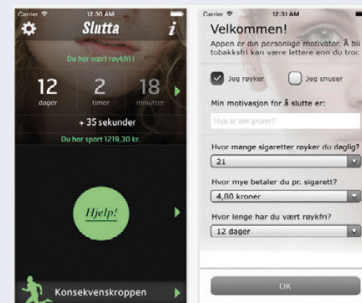 Carrier 12:30 AM
Slutta
i
Du har vært røykfri i
12 2 18
dager timer minutter
+ 35 sekunder
Du har spart 1219,30 kr.
Hjelp!
Konsekvenskroppen
Carrier 12:31 AM
Velkommen!
Appen er din personlige motivator. Å bli
tobakksfri kan være lettere enn du tror.
Jeg røyker Jeg snuser
Min motivasjon for å slutte er:
Hva er din grunn?
Hvor mange sigaretter røyker du daglig?
21
Hvor mye betaler du pr. sigarett?
4,80 kroner
Hvor lenge har du vært røykfri?
12 dager
OK